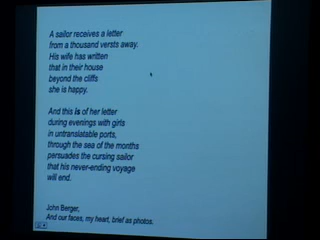 A sailor receives a letter
from a thousand versts away.
His wife has written
that in their house
beyond the cliffs
she is happy.
And this is of her letter
during evenings with girls
in untranslatable ports,
through the sea of the months
persuades the cursing sailor
that his never-ending voyage
will end.
John Berger,
And our faces, my heart, brief as photos.